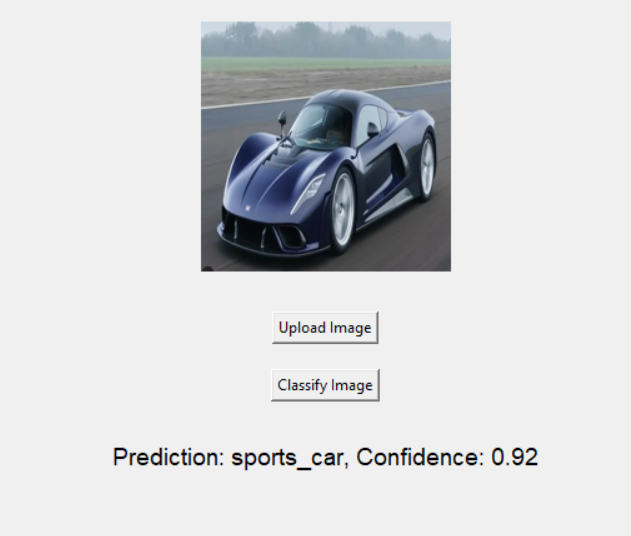 Upload Image
Classify Image
Prediction: sports_car, Confidence: 0.92